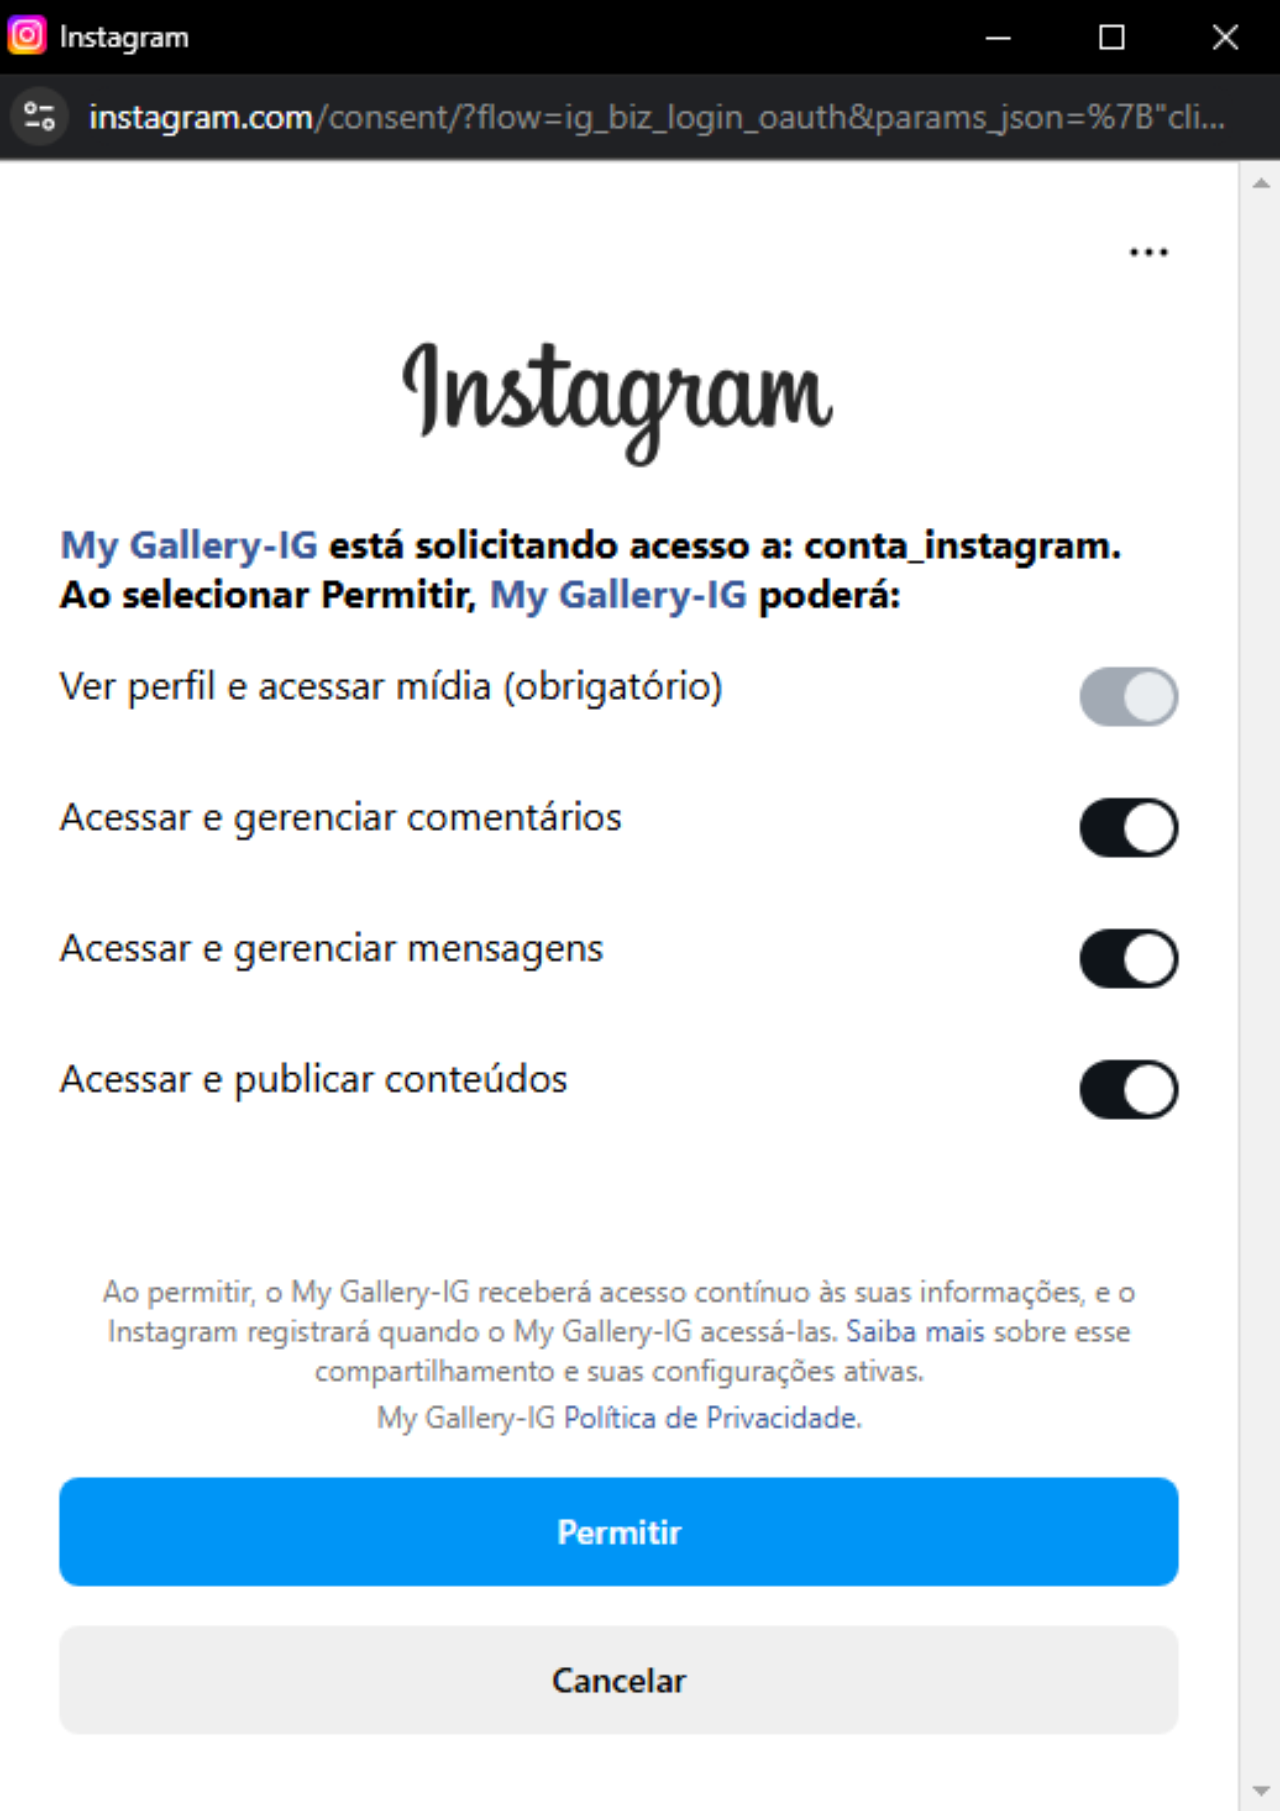 Instagram
instagram.com/consent/?flow=ig_biz_login_oauth&params_json=%7B"cli...
Instagram
My Gallery-IG está solicitando acesso a: conta_instagram.
Ao selecionar Permitir, My Gallery-IG poderá:
Ver perfil e acessar mídia (obrigatório)
Acessar e gerenciar comentários
Acessar e gerenciar mensagens
Acessar e publicar conteúdos
Ao permitir, o My Gallery-IG receberá acesso contínuo às suas informações, e o
Instagram registrará quando o My Gallery-IG acessá-las. Saiba mais sobre esse
compartilhamento e suas configurações ativas.
My Gallery-IG Política de Privacidade.
Permitir
Cancelar